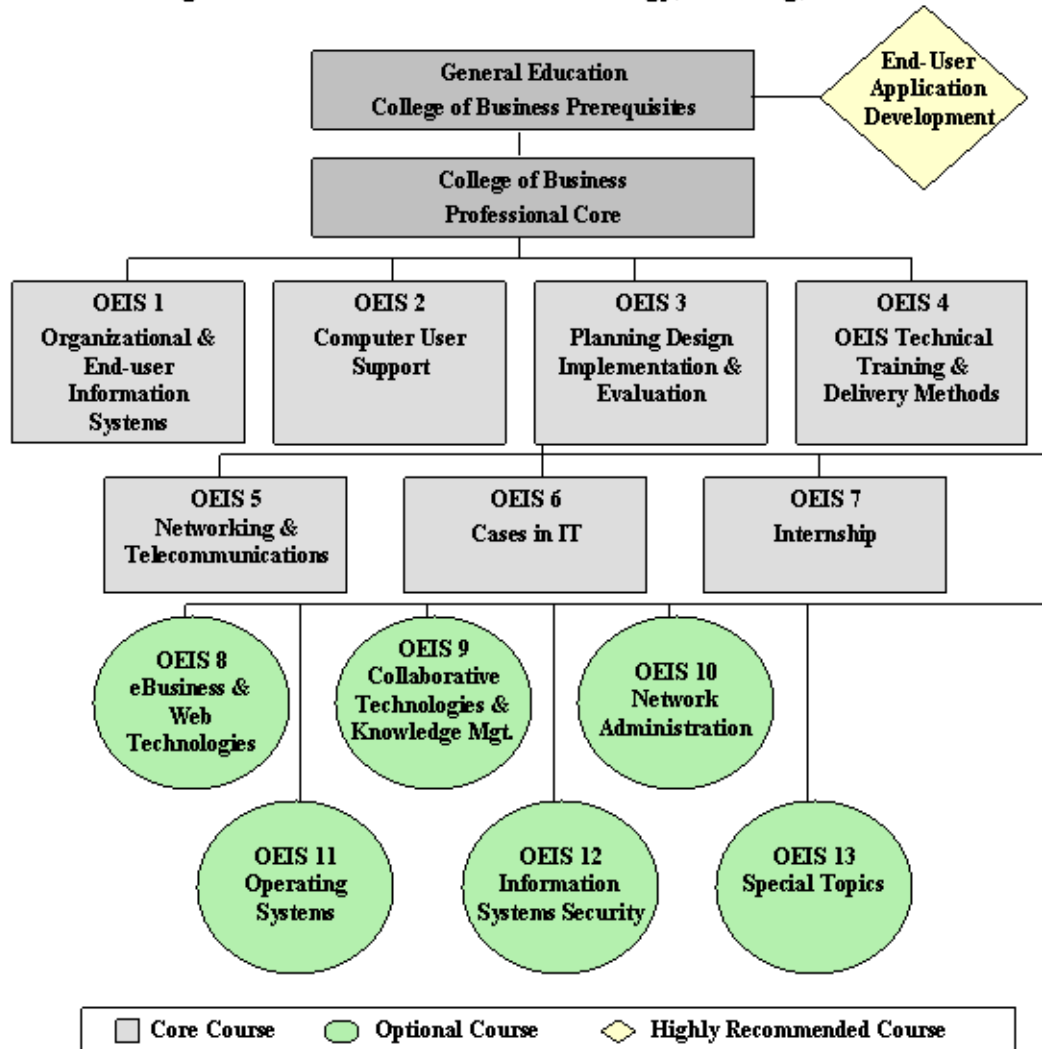 General Education
College of Business Prerequisites
End-User
Application
Development
College of Business
Professional Core
OEIS 1
Organizational &
End-user
Information
Systems
OEIS 2
Computer User
Support
OEIS 3
Planning Design
Implementation &
Evaluation
OEIS 4
OEIS Technical
Training &
Delivery Methods
OEIS 5
Networking &
Telecommunications
OEIS 6
Cases in IT
OEIS 7
Internship
OEIS 8
eBusiness &
Web
Technologies
OEIS 9
Collaborative
Technologies &
Knowledge Mgt.
OEIS 10
Network
Administration
OEIS 11
Operating
Systems
OEIS 12
Information
Systems Security
OEIS 13
Special Topics
Core Course
Optional Course
Highly Recommended Course